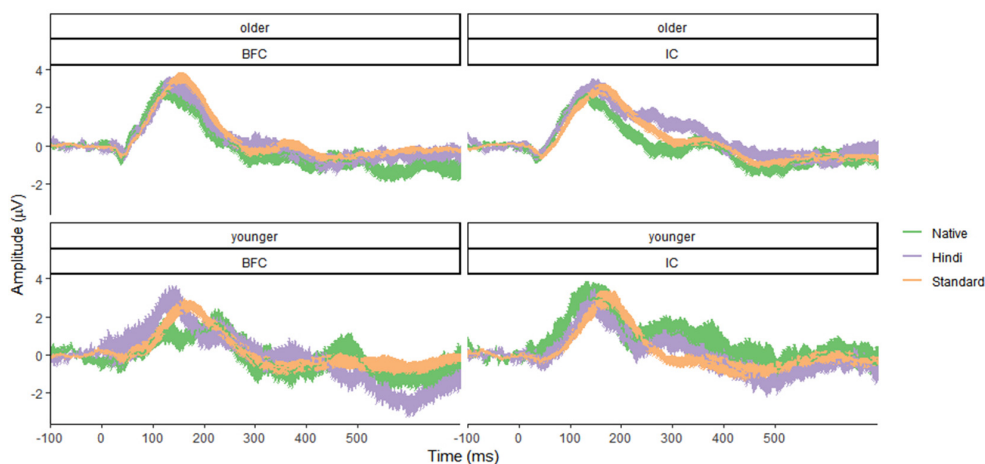 older
older
BFC
IC
4
2
0
-2
younger
younger
BFC
IC
4
2
0
-2
-100 0 100 200 300 400 500
-100 0 100 200 300 400 500
Amplitude (μV)
Time (ms)
Native
Hindi
Standard